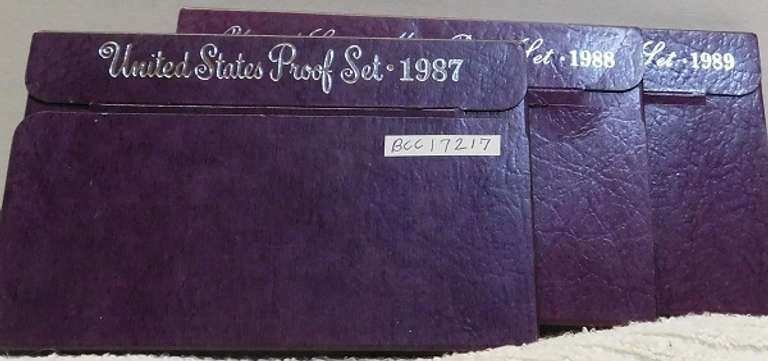 United States Proof Set · 1987
Set · 1988
Set · 1989
BCC17217